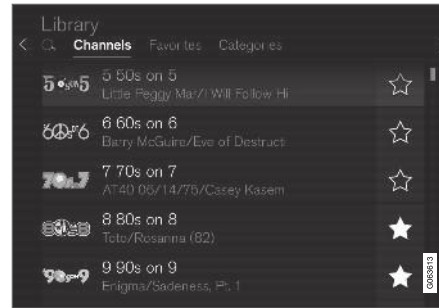 Library
Channels Favorites Categories
5 50s on 5
Little Peggy Mar/I Will Follow Hi
6 60s on 6
Barry McGuire/Eve of Destruct
7 70s on 7
AT40 06/14/75/Casey Kasem
8 80s on 8
Toto/Rosanna (82)
9 90s on 9
Enigma/Sadeness, Pt. 1
G063613